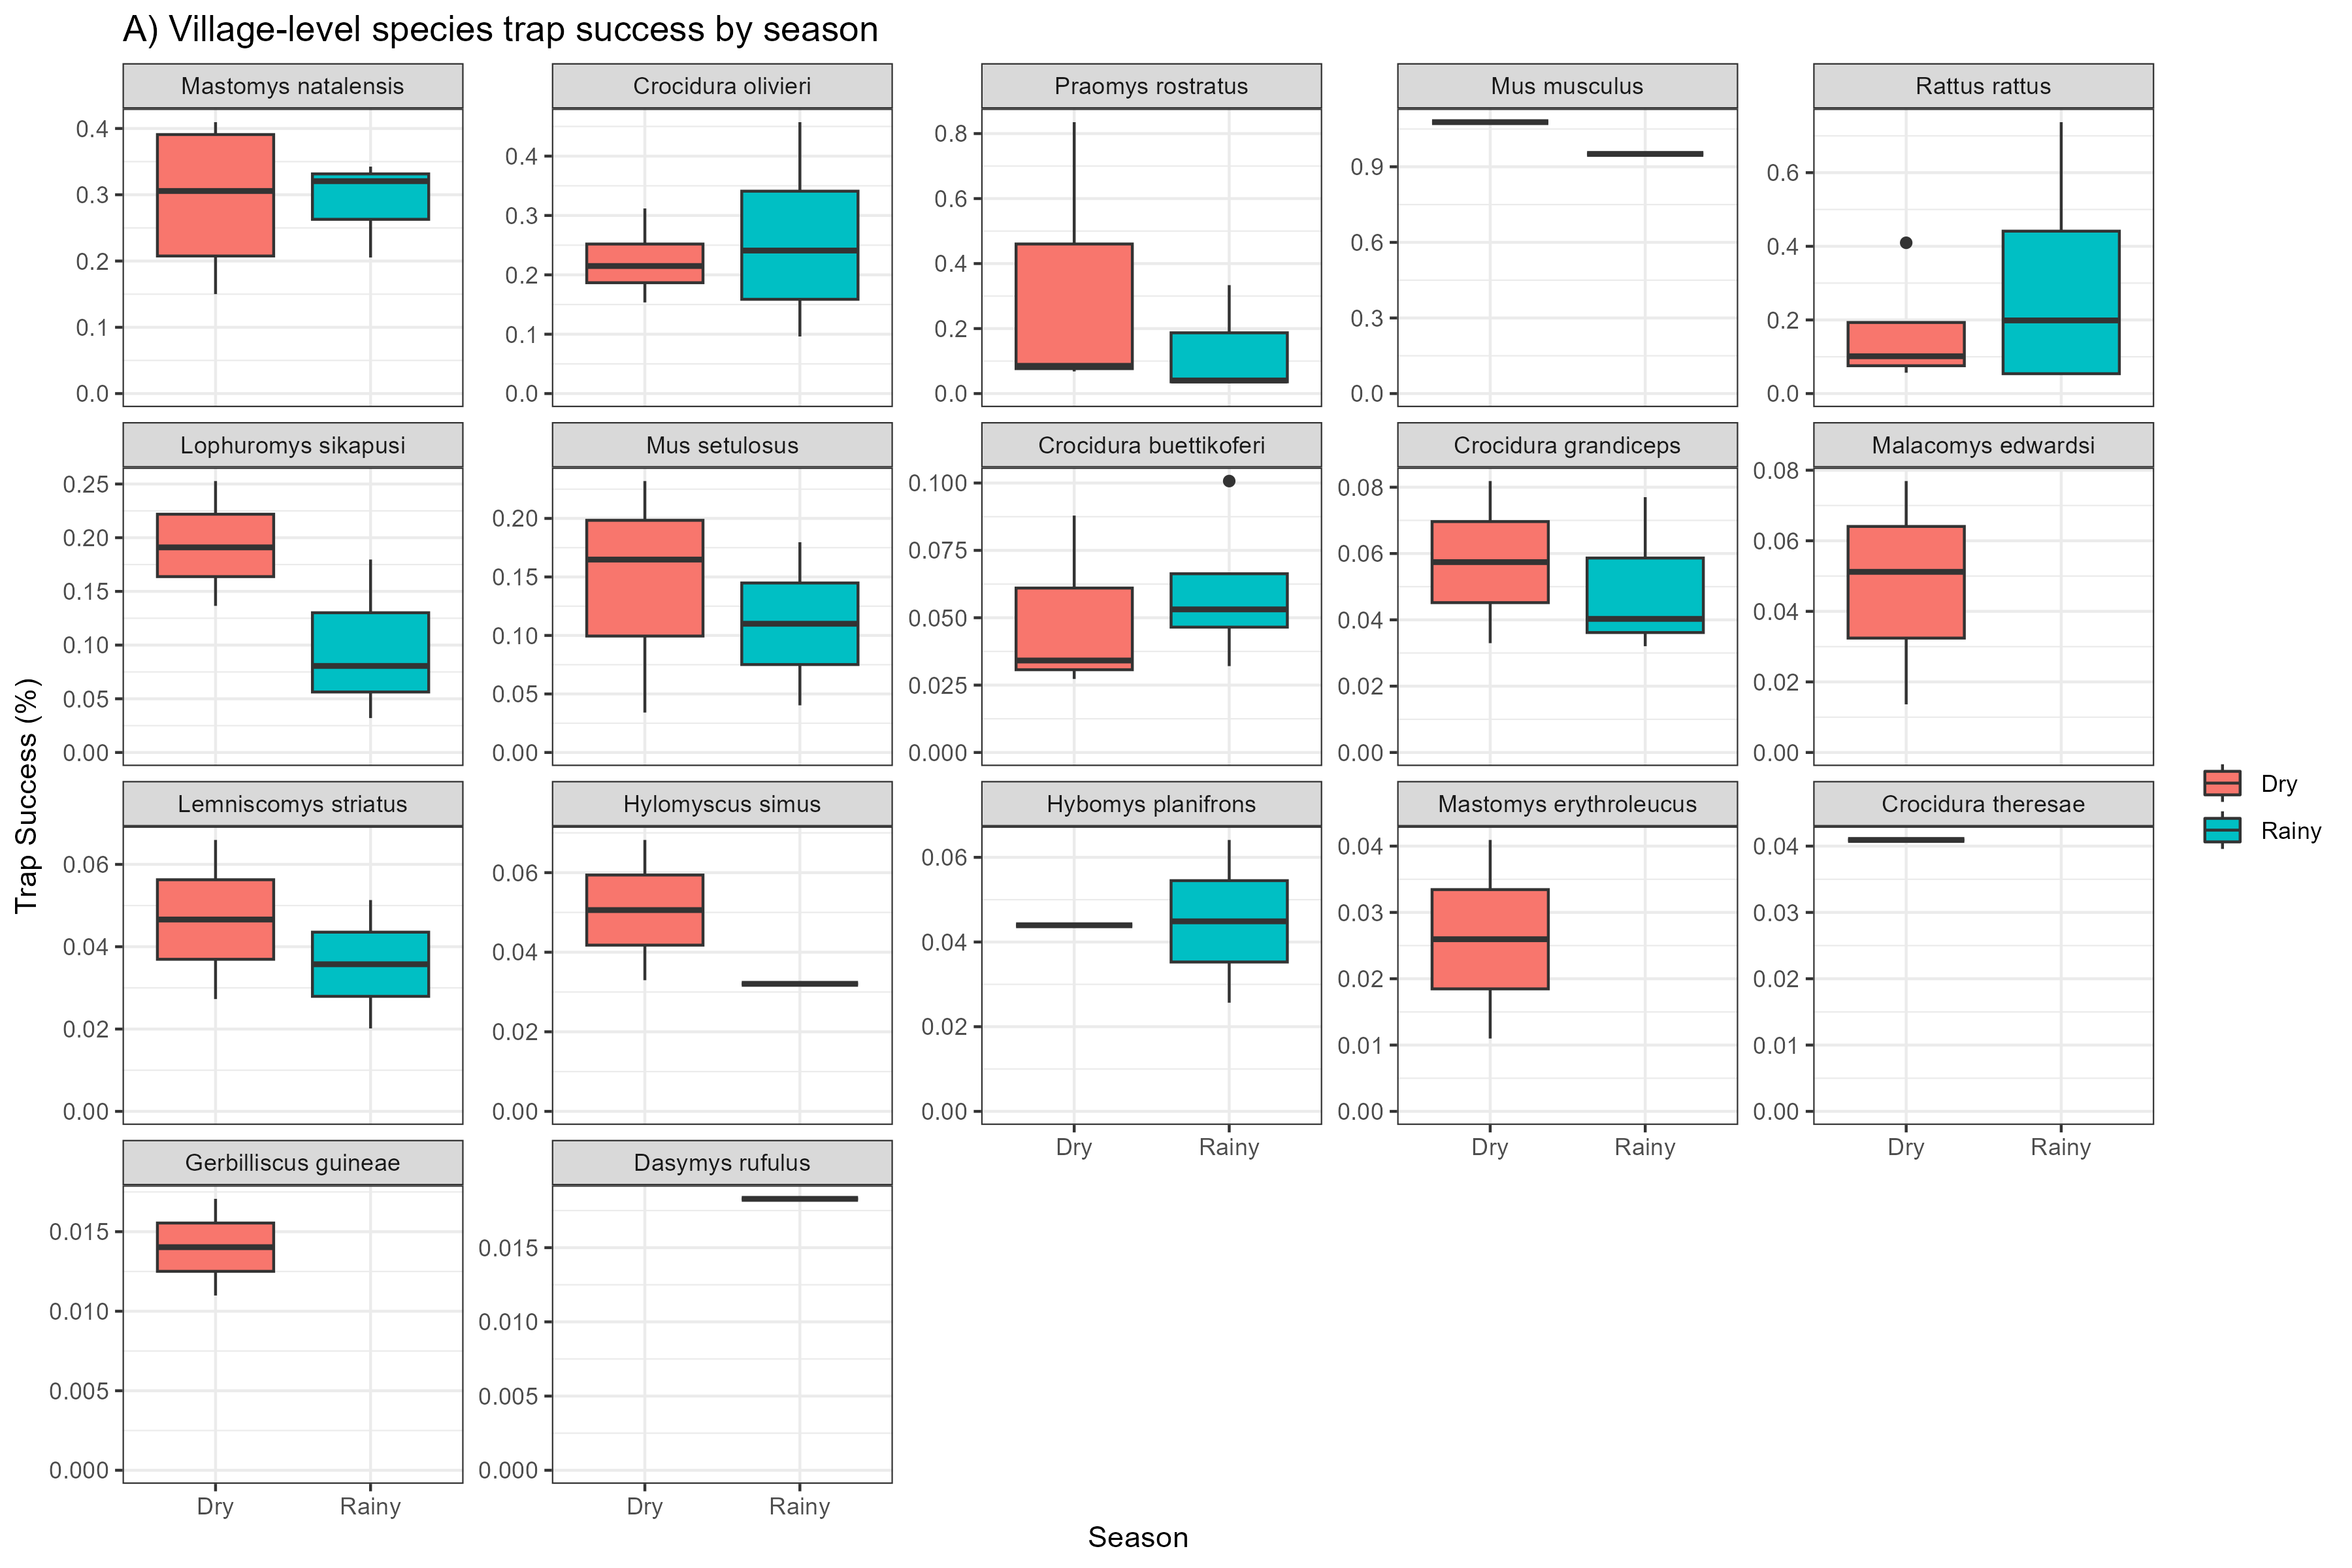 A) Village-level species trap success by season
Mastomys natalensis
Crocidura olivieri
Praomys rostratus
Mus musculus
Rattus rattus
0.4
0.3
0.2
0.1
0.0
0.4
0.3
0.2
0.1
0.0
0.8
0.6
0.4
0.2
0.0
0.9
0.6
0.3
0.0
0.6
0.4
0.2
0.0
Lophuromys sikapusi
Mus setulosus
Crocidura buettikoferi
Crocidura grandiceps
Malacomys edwardsi
0.25
0.20
0.15
0.10
0.05
0.00
0.20
0.15
0.10
0.05
0.00
0.100
0.075
0.050
0.025
0.000
0.08
0.06
0.04
0.02
0.00
0.08
0.06
0.04
0.02
0.00
Lemniscomys striatus
Hylomyscus simus
Hybomys planifrons
Mastomys erythroleucus
Crocidura theresae
0.06
0.04
0.02
0.00
0.06
0.04
0.02
0.00
0.06
0.04
0.02
0.00
0.04
0.03
0.02
0.01
0.00
0.04
0.03
0.02
0.01
0.00
Dry Rainy
Dry Rainy
Dry Rainy
Gerbilliscus guineae
Dasymys rufulus
0.015
0.010
0.005
0.000
0.015
0.010
0.005
0.000
Dry Rainy
Dry Rainy
Season
Trap Success (%)
Dry
Rainy